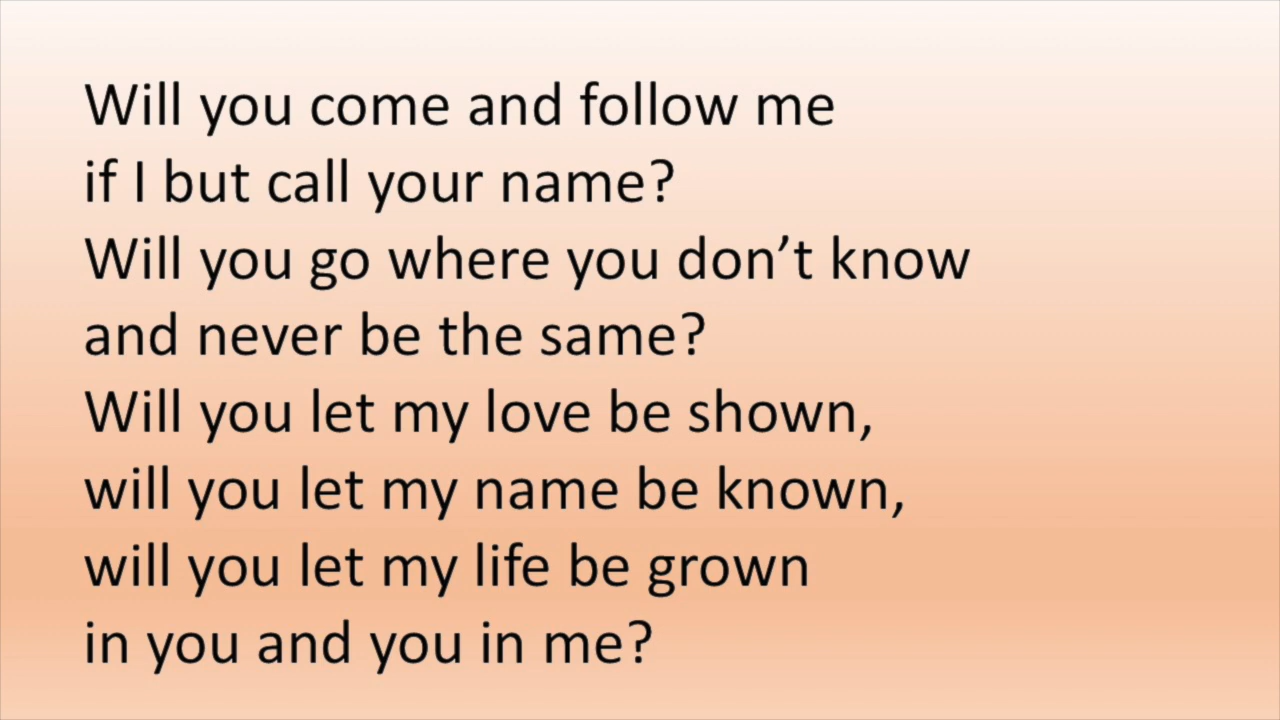 Will you come and follow me
if I but call your name?
Will you go where you don’t know
and never be the same?
Will you let my love be shown,
will you let my name be known,
will you let my life be grown
in you and you in me?